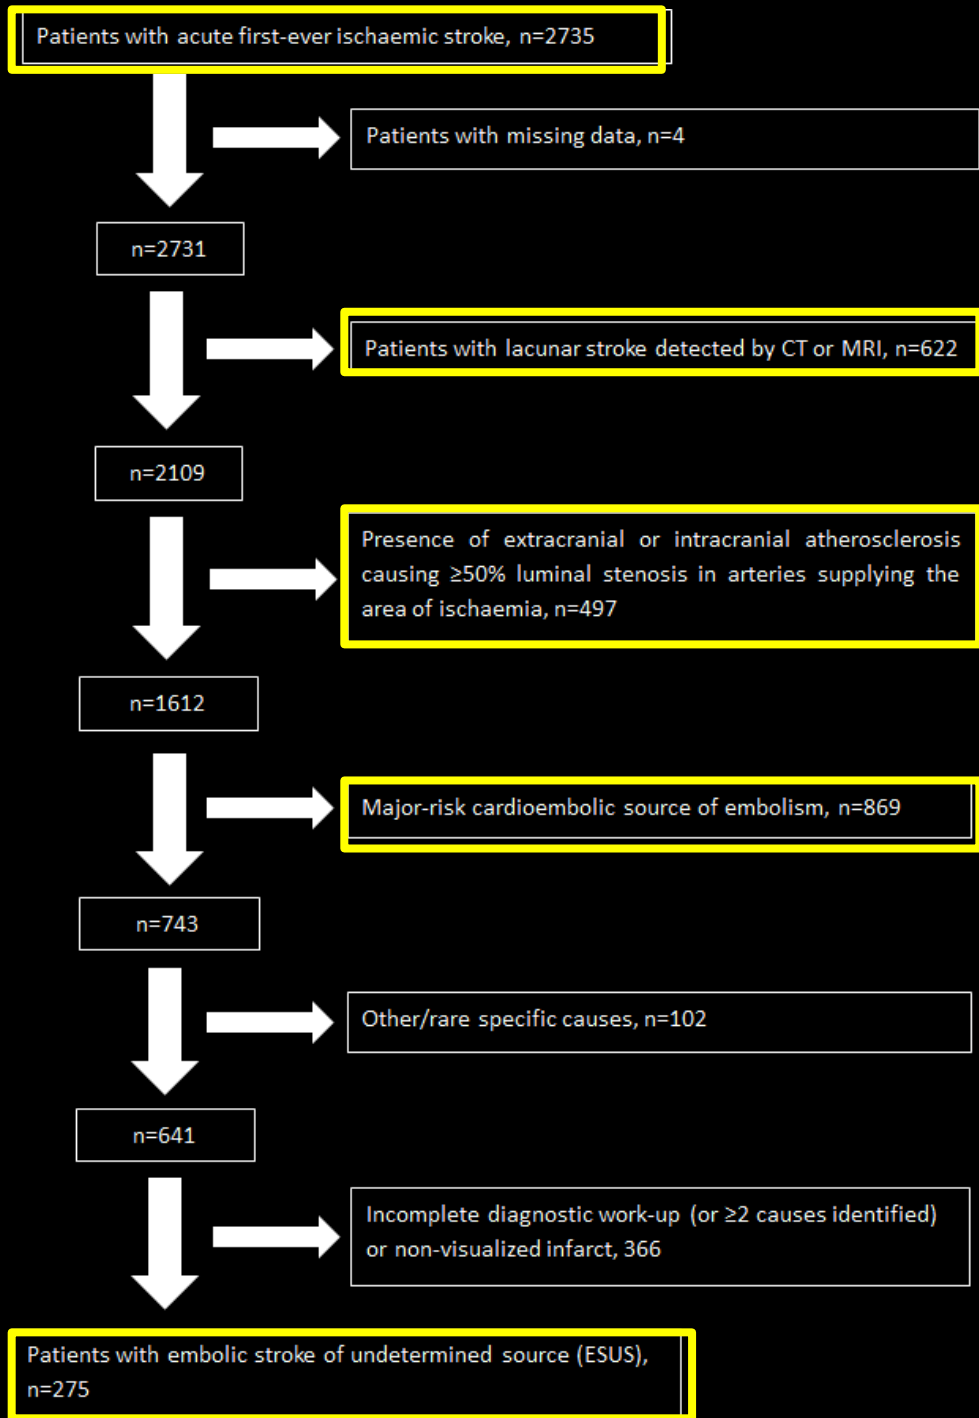 Patients with acute first-ever ischaemic stroke, n=2735
Patients with missing data, n=4
n=2731
Patients with lacunar stroke detected by CT or MRI, n=622
n=2109
Presence of extracranial or intracranial atherosclerosis
causing ≥50% luminal stenosis in arteries supplying the
area of ischaemia, n=497
n=1612
Major-risk cardioembolic source of embolism, n=869
n=743
Other/rare specific causes, n=102
n=641
Incomplete diagnostic work-up (or ≥2 causes identified)
or non-visualized infarct, 366
Patients with embolic stroke of undetermined source (ESUS),
n=275